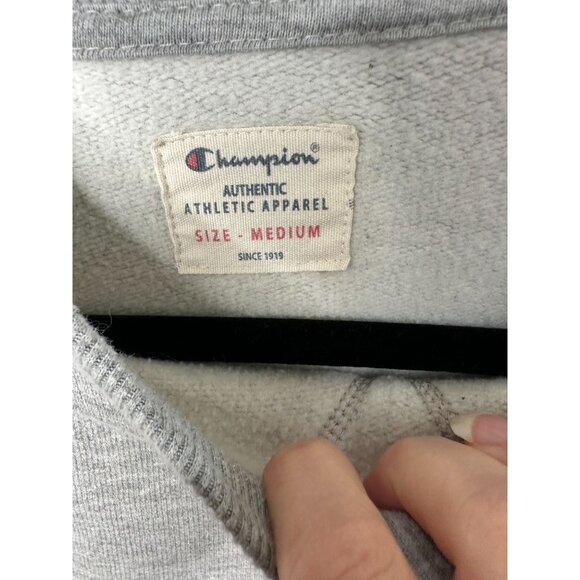 Champion®
AUTHENTIC
ATHLETIC APPAREL
SIZE - MEDIUM
SINCE 1919